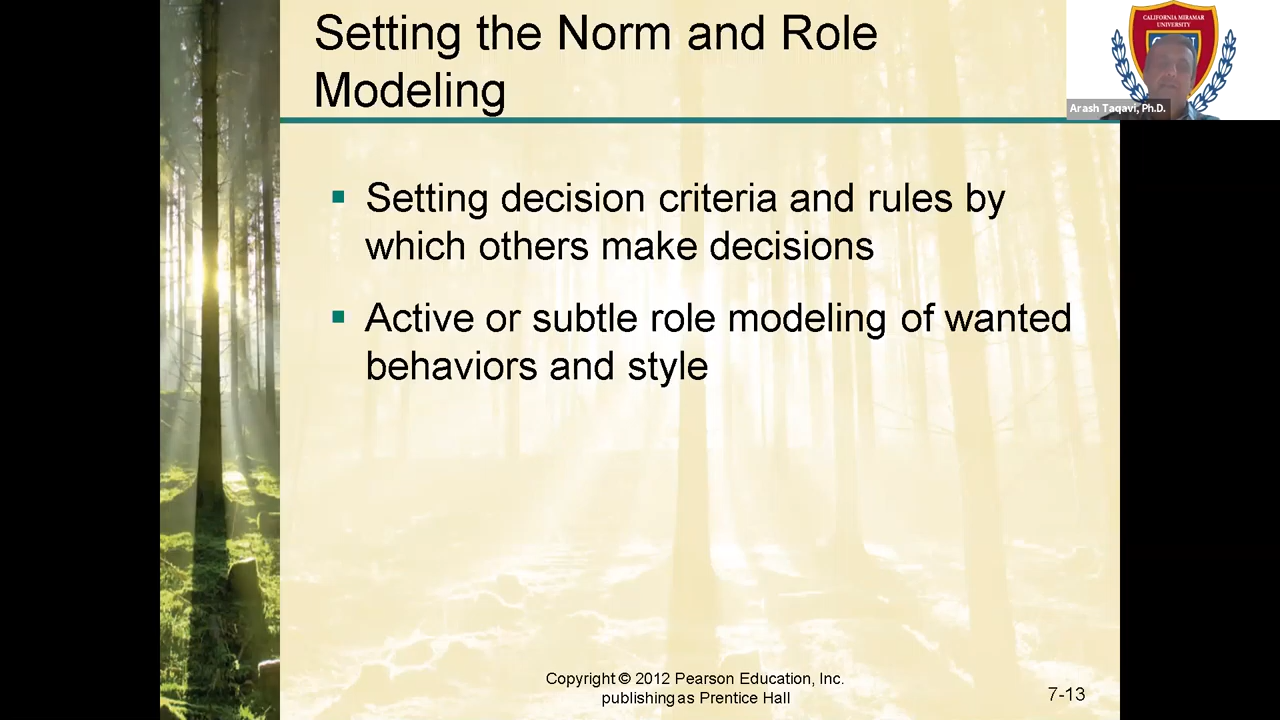 Setting the Norm and Role
Modeling
CALIFORNIA MIRAMAR
UNIVERSITY
Arash Taqavi, Ph.D.
▪ Setting decision criteria and rules by
which others make decisions
▪ Active or subtle role modeling of wanted
behaviors and style
Copyright © 2012 Pearson Education, Inc.
publishing as Prentice Hall
7-13